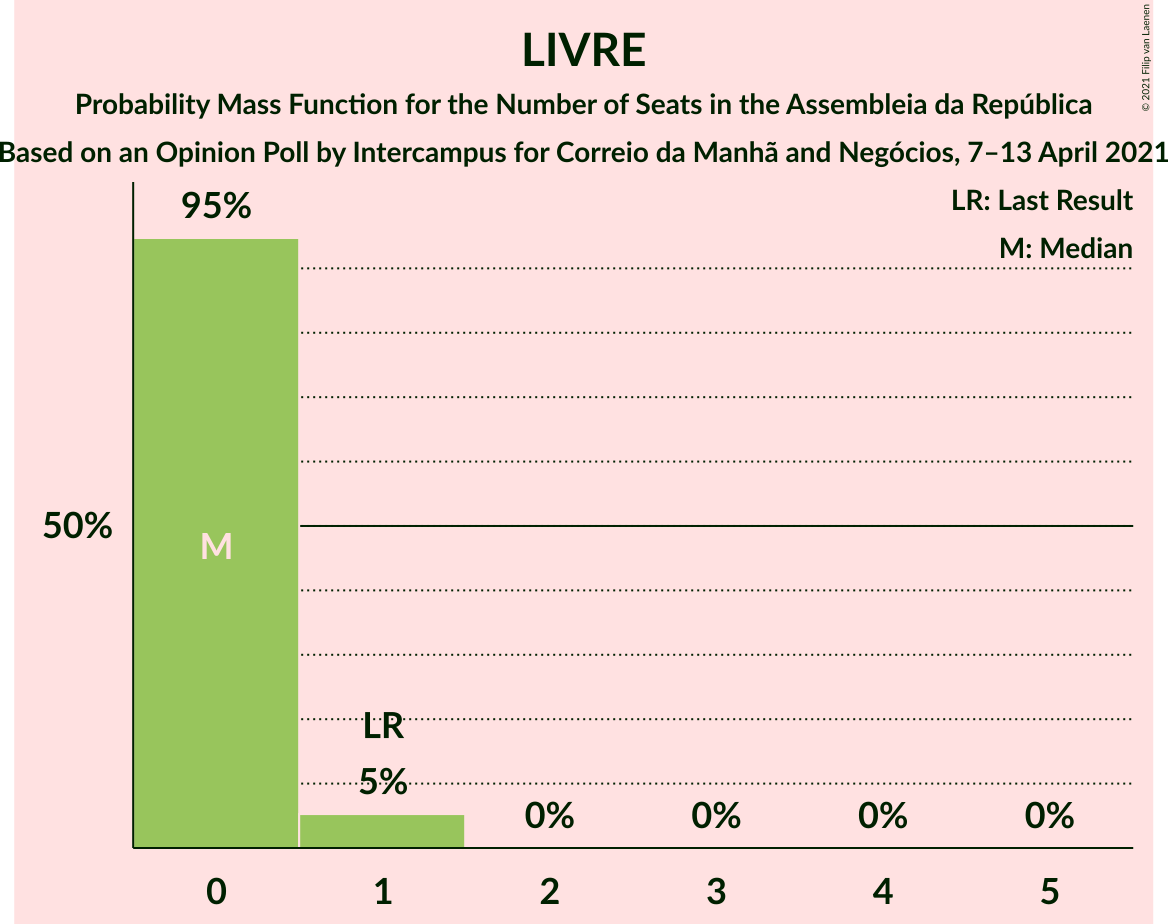 LIVRE
Probability Mass Function for the Number of Seats in the Assembleia da República
Based on an Opinion Poll by Intercampus for Correio da Manhã and Negócios, 7–13 April 2021
© 2021 Filip van Laenen
LR: Last Result
M: Median
95%
50%
M
LR
5%
0% 0% 0% 0%
0 1 2 3 4 5